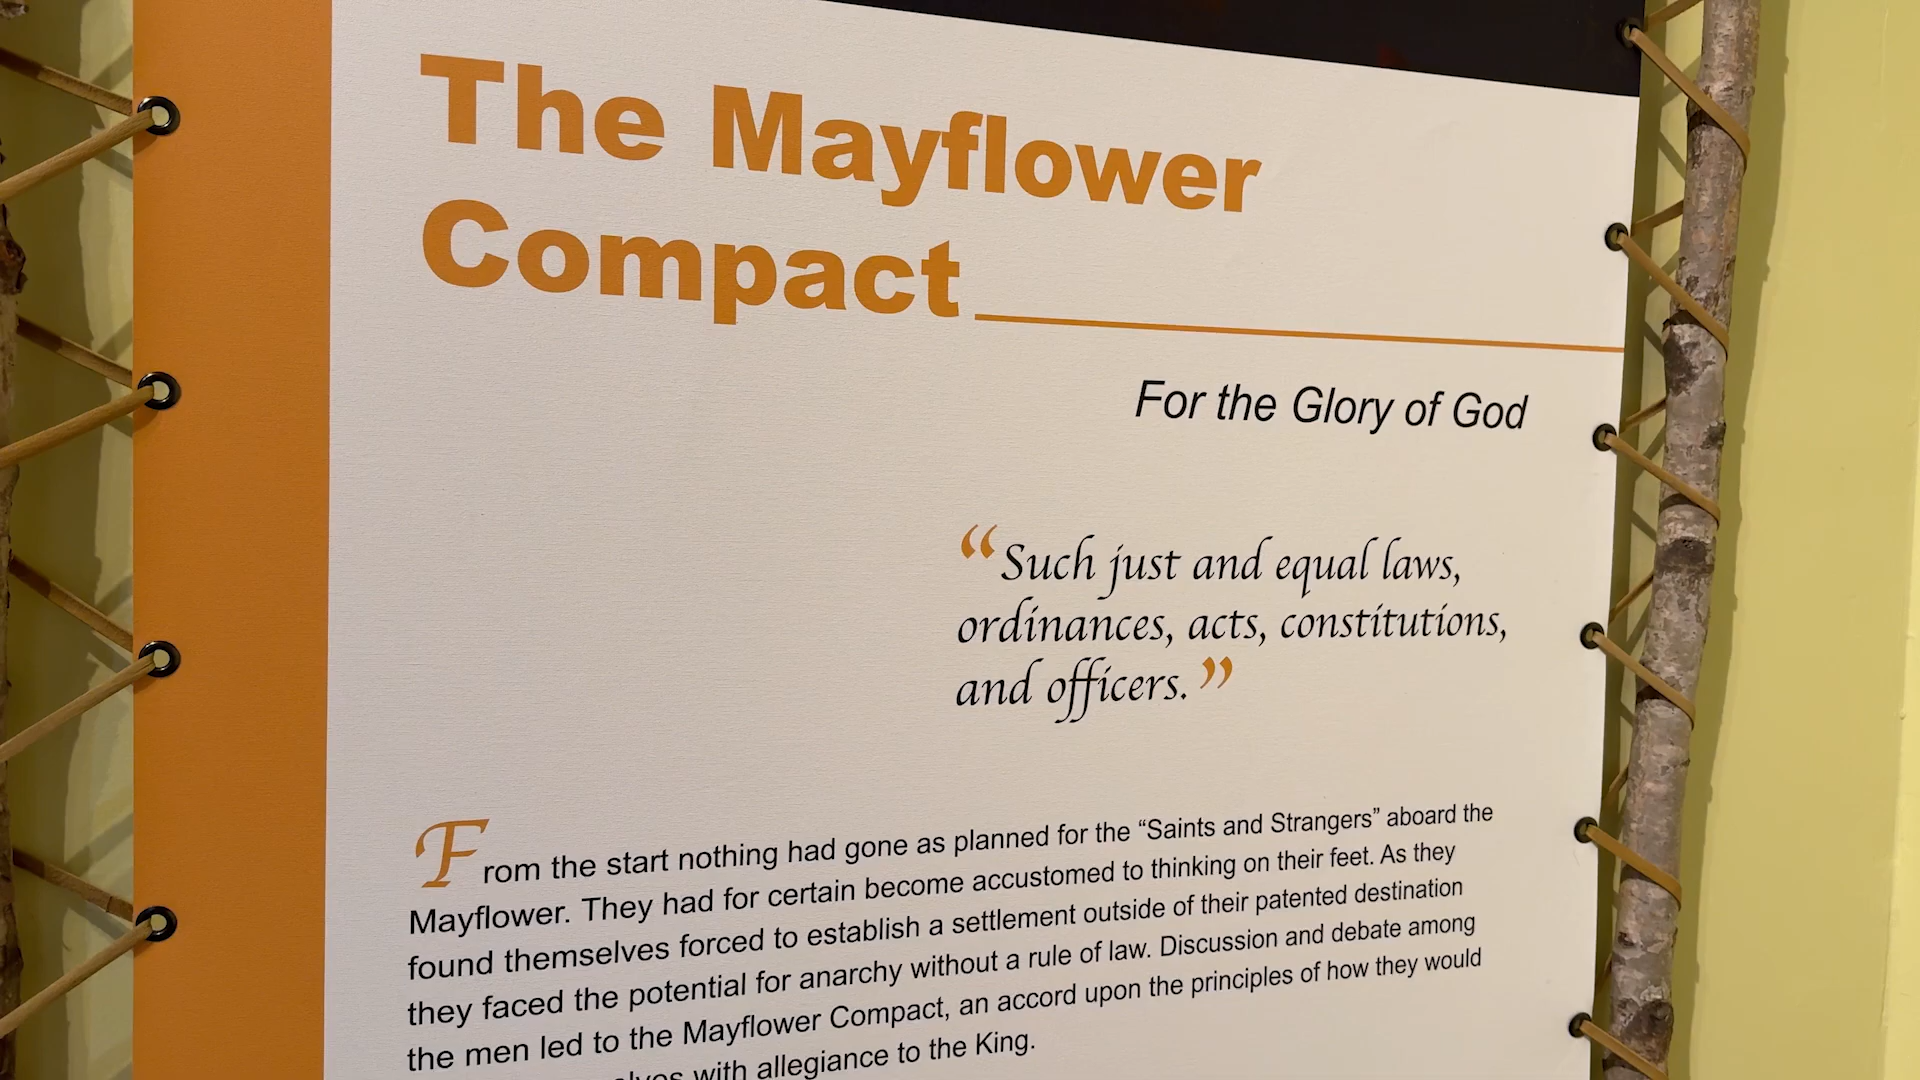 The Mayflower
Compact
For the Glory of God
“Such just and equal laws,
ordinances, acts, constitutions,
and officers.”
From the start nothing had gone as planned for the “Saints and Strangers” aboard the
Mayflower. They had for certain become accustomed to thinking on their feet. As they
found themselves forced to establish a settlement outside of their patented destination
they faced the potential for anarchy without a rule of law. Discussion and debate among
the men led to the Mayflower Compact, an accord upon the principles of how they would
with allegiance to the King.